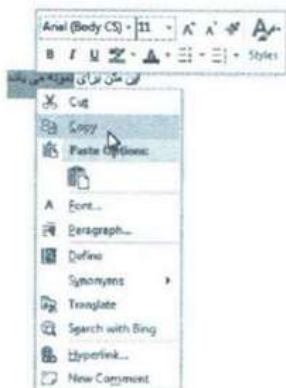 Arial (Body CS) 11 A A A
B I U A Styles
این متن برای نمونه می باشد
Cut
Copy
Paste Options:
A Font...
Paragraph...
Define
Synonyms
Translate
Search with Bing
Hyperlink...
New Comment